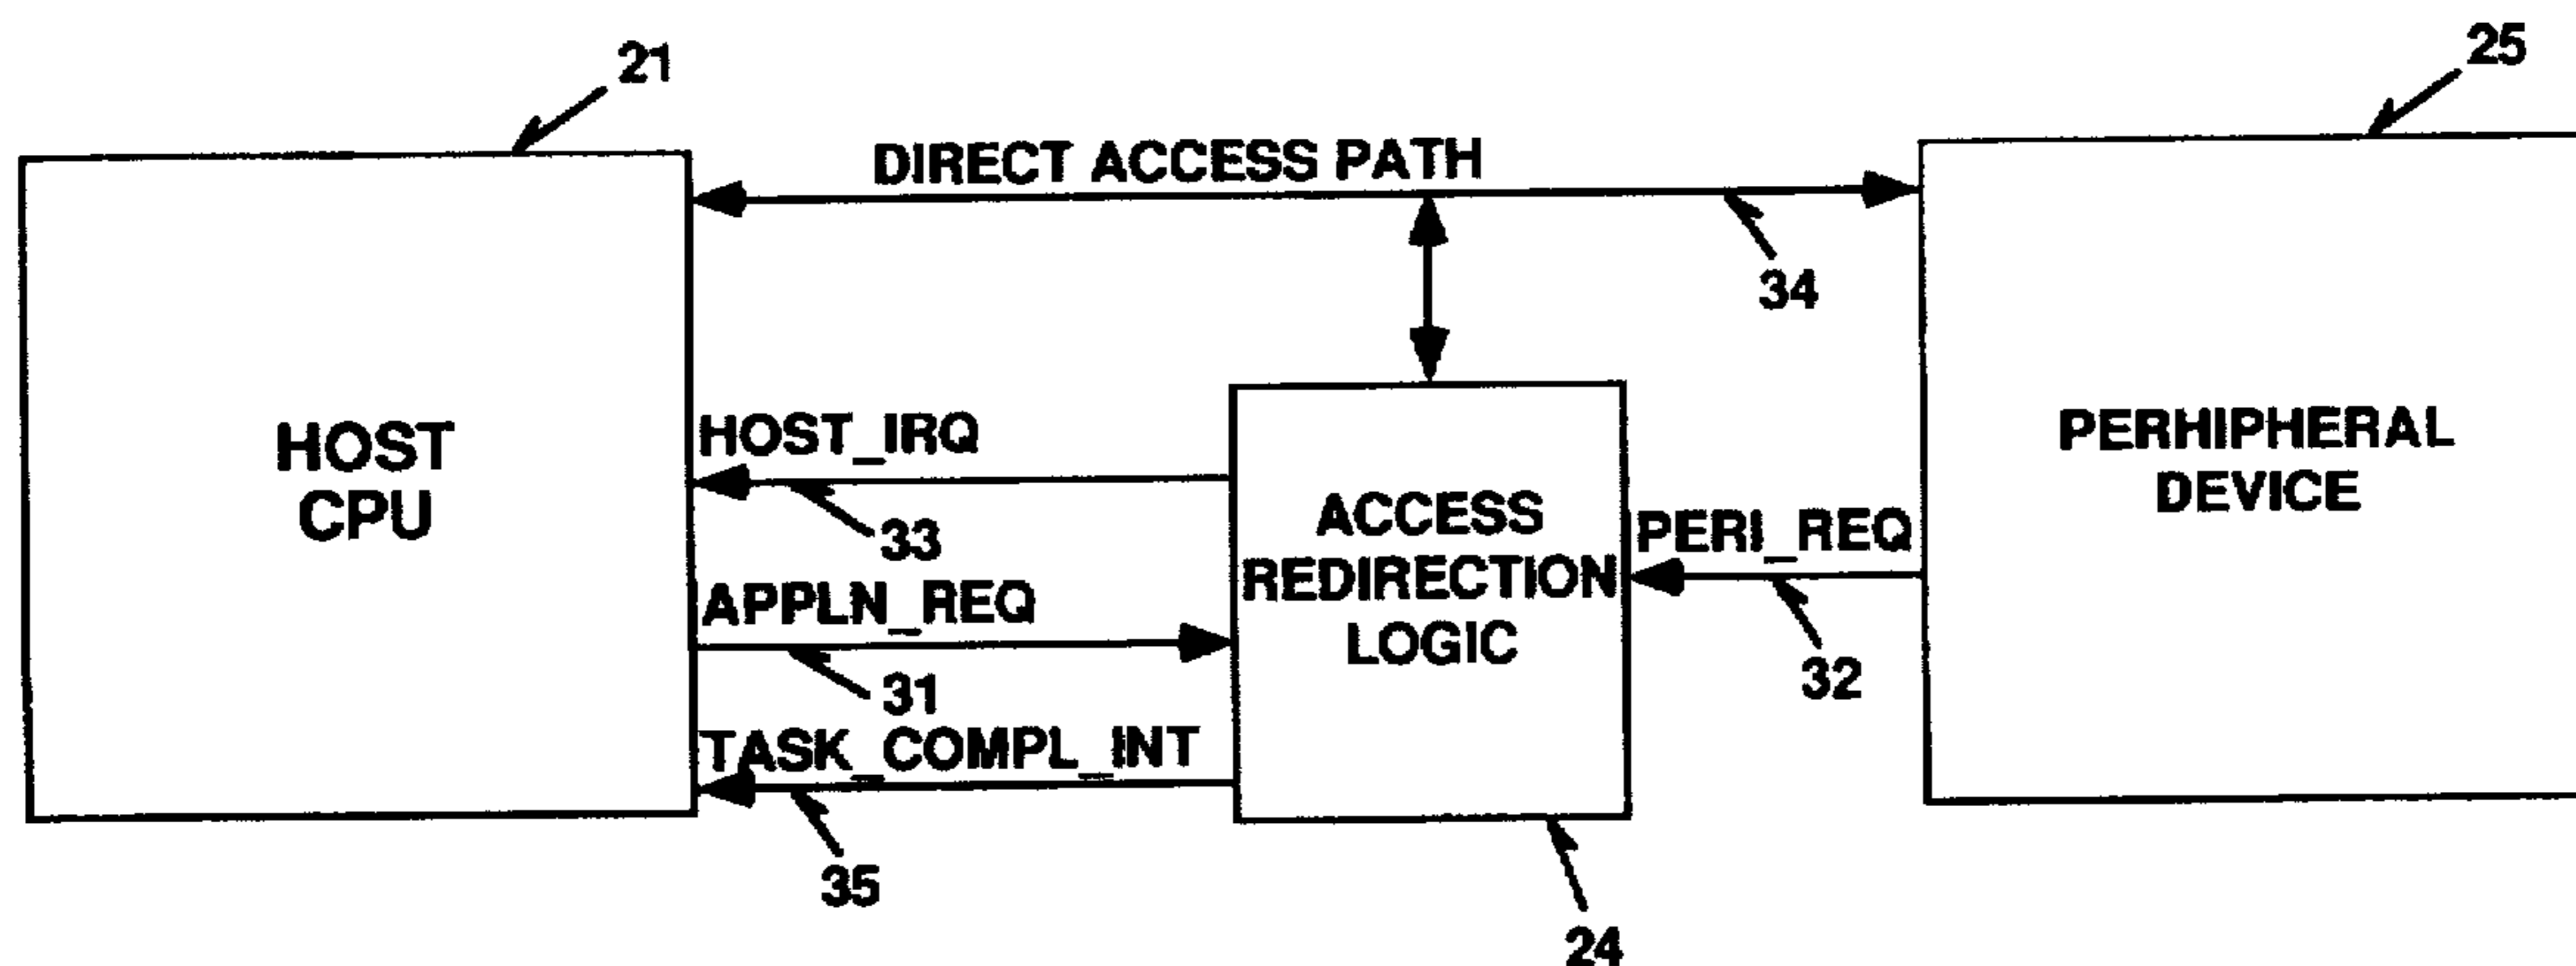 21
25
DIRECT ACCESS PATH
34
HOST
CPU
HOST_IRQ
33
APPLN_REQ
31
TASK_COMPL_INT
35
ACCESS
REDIRECTION
LOGIC
24
PERI_REQ
32
PERHIPHERAL
DEVICE